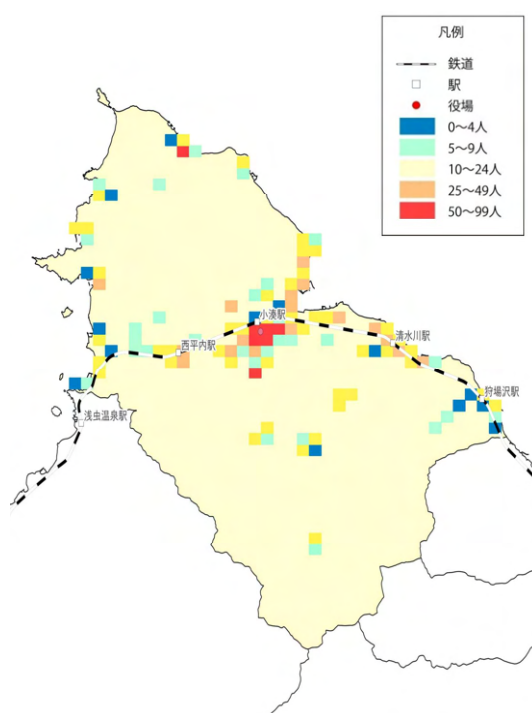 凡例
鉄道
駅
役場
0～4人
5～9人
10～24人
25～49人
50～99人
小湊駅
清水川駅
西平内駅
狩場沢駅
浅虫温泉駅